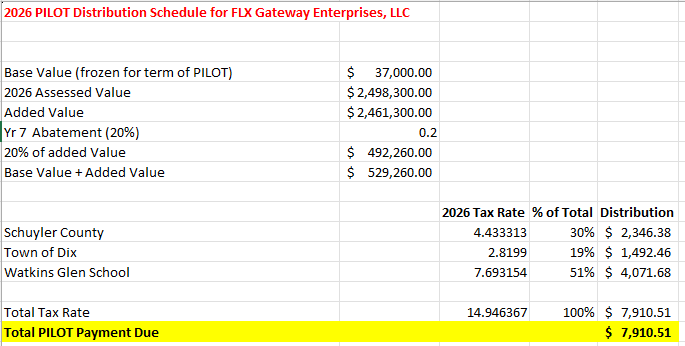 2026 PILOT Distribution Schedule for FLX Gateway Enterprises, LLC
Base Value (frozen for term of PILOT) $ 37,000.00
2026 Assessed Value $ 2,498,300.00
Added Value $ 2,461,300.00
Yr 7 Abatement (20%) 0.2
20% of added Value $ 492,260.00
Base Value + Added Value $ 529,260.00
2026 Tax Rate % of Total Distribution
Schuyler County 4.433313 30% $ 2,346.38
Town of Dix 2.8199 19% $ 1,492.46
Watkins Glen School 7.693154 51% $ 4,071.68
Total Tax Rate 14.946367 100% $ 7,910.51
Total PILOT Payment Due $ 7,910.51